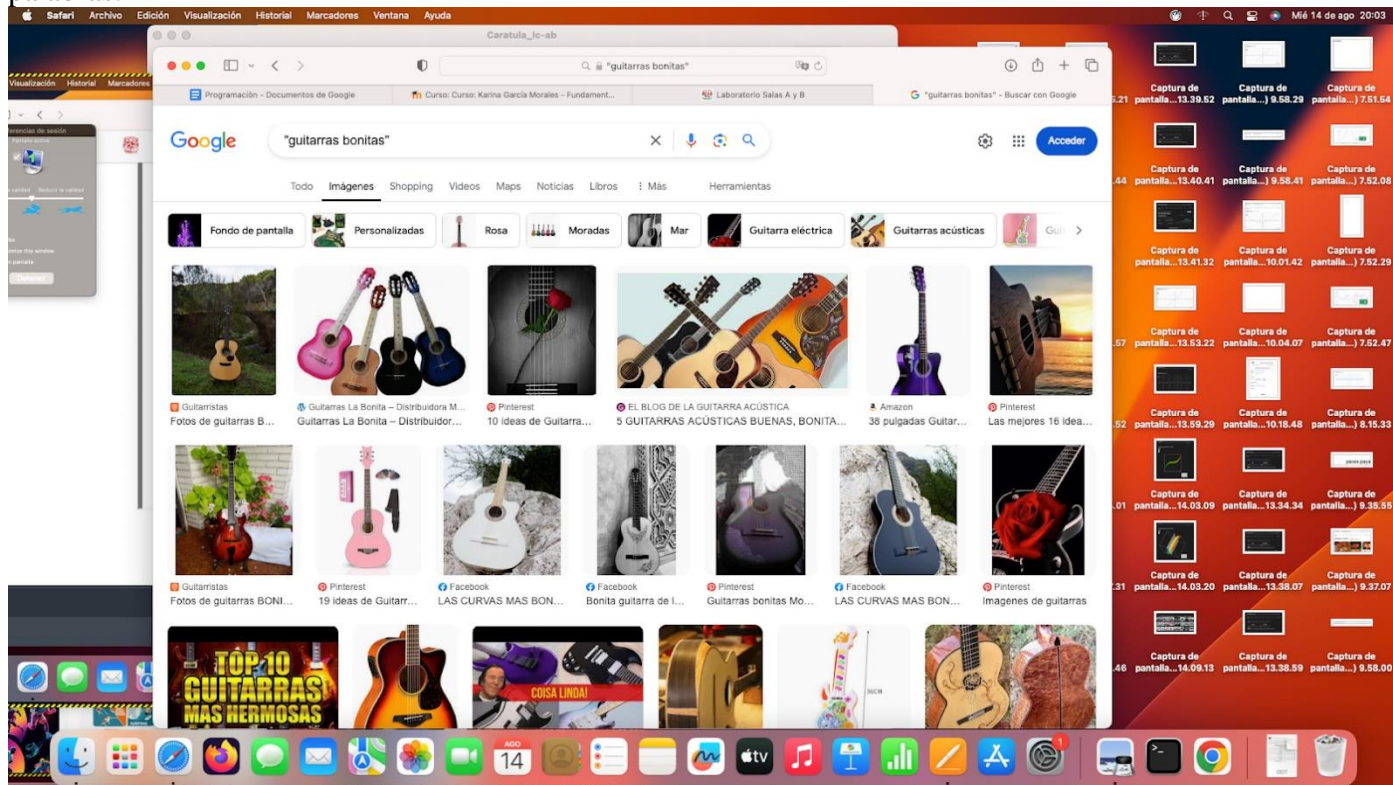 Safari Archivo Edición Visualización Historial Marcadores Ventana Ayuda
Mié 14 de ago 20:03
Caratula_lc-ab
Visualización Historial Marcadores
"guitarras bonitas"
Programación – Documentos de Google
Curso: Curso: Karina García Morales – Fundament...
Laboratorio Salas A y B
"guitarras bonitas" - Buscar con Google
Google
"guitarras bonitas"
Acceder
Todo Imágenes Shopping Videos Maps Noticias Libros Más Herramientas
Fondo de pantalla
Personalizadas
Rosa
Moradas
Mar
Guitarra eléctrica
Guitarras acústicas
Guitarristas
Fotos de guitarras B...
Guitarras La Bonita – Distribuidora M...
Guitarras La Bonita – Distribuidor...
Pinterest
10 ideas de Guitarra...
EL BLOG DE LA GUITARRA ACÚSTICA
5 GUITARRAS ACÚSTICAS BUENAS, BONITA...
Amazon
38 pulgadas Guitar...
Pinterest
Las mejores 16 idea...
Guitarristas
Fotos de guitarras BONI...
Pinterest
19 ideas de Guitarr...
Facebook
LAS CURVAS MAS BON...
Facebook
Bonita guitarra de l...
Pinterest
Guitarras bonitas Mo...
Facebook
LAS CURVAS MAS BON...
Pinterest
Imagenes de guitarras
TOP 10
GUITARRAS
MAS HERMOSAS
COISA LINDA!
36CM
Captura de
pantalla...13.39.52
Captura de
pantalla...) 9.58.29
Captura de
pantalla...) 7.51.54
Captura de
pantalla...13.40.41
Captura de
pantalla...) 9.58.41
Captura de
pantalla...) 7.52.08
Captura de
pantalla...13.41.32
Captura de
pantalla...10.01.42
Captura de
pantalla...) 7.52.29
Captura de
pantalla...13.53.22
Captura de
pantalla...10.04.07
Captura de
pantalla...) 7.52.47
Captura de
pantalla...13.59.29
Captura de
pantalla...10.18.48
Captura de
pantalla...) 8.15.33
Captura de
pantalla...14.03.09
Captura de
pantalla...13.34.34
Captura de
pantalla...) 9.35.55
Captura de
pantalla...14.03.20
Captura de
pantalla...13.38.07
Captura de
pantalla...) 9.37.07
Captura de
pantalla...14.09.13
Captura de
pantalla...13.38.59
Captura de
pantalla...) 9.58.00
AGO
14
tv
1